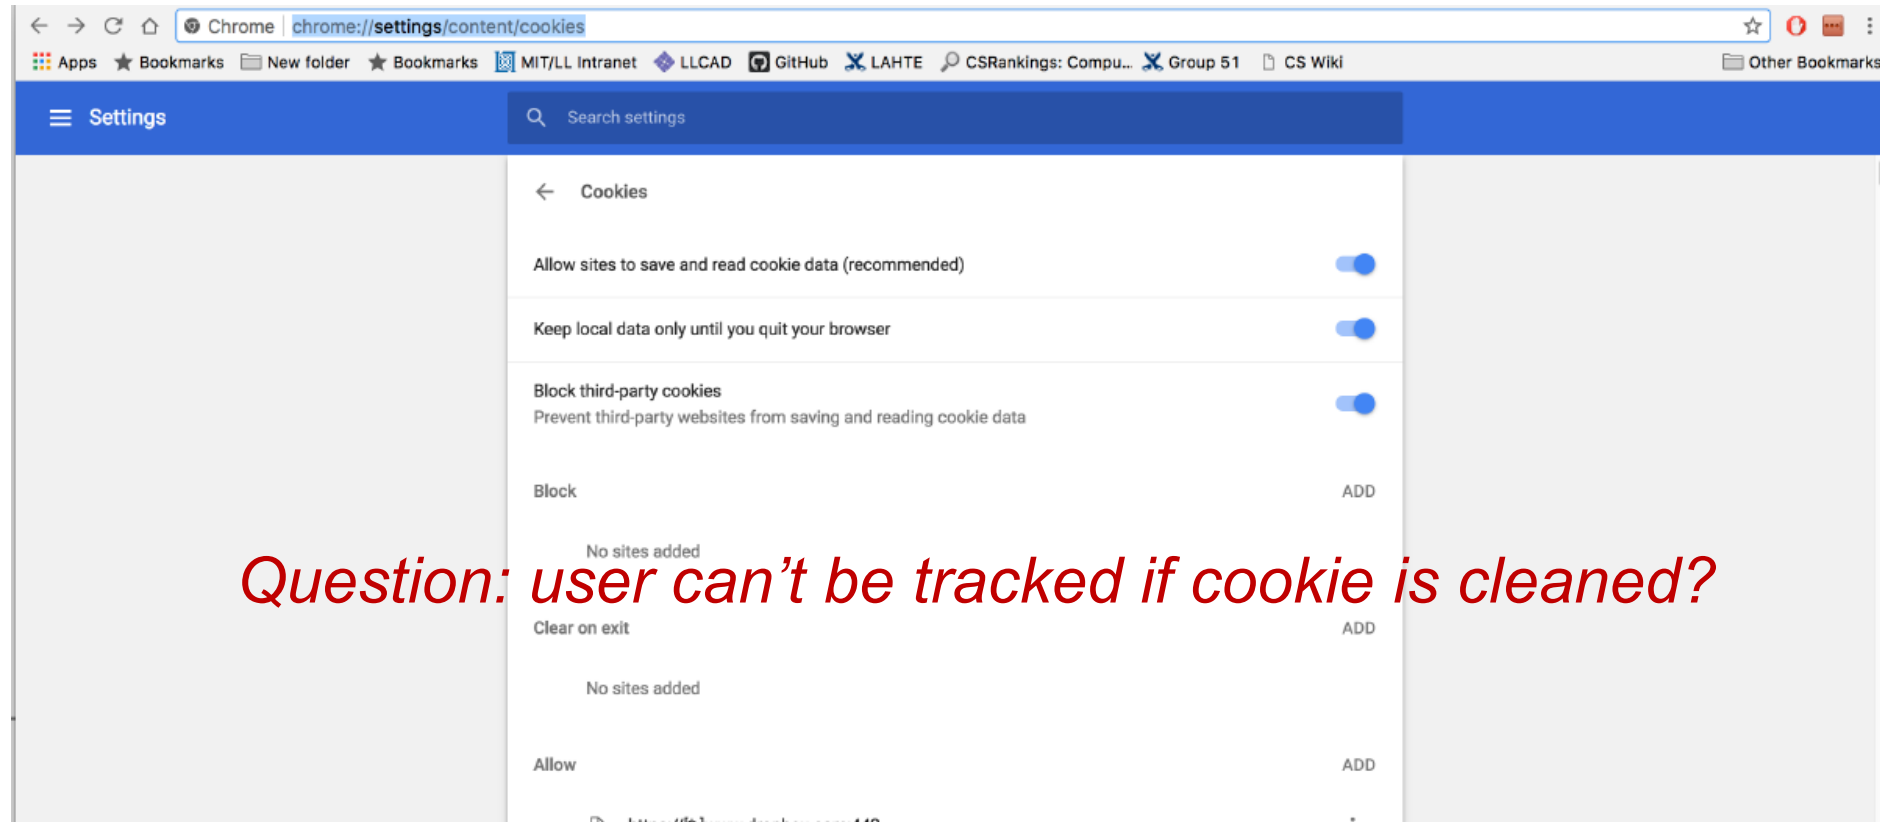 Chrome chrome://settings/content/cookies
Apps Bookmarks New folder Bookmarks MIT/LL Intranet LLCAD GitHub LAHTE CSRankings: Compu... Group 51 CS Wiki Other Bookmarks
Settings
Search settings
Cookies
Allow sites to save and read cookie data (recommended)
Keep local data only until you quit your browser
Block third-party cookies
Prevent third-party websites from saving and reading cookie data
Block ADD
No sites added
Question: user can’t be tracked if cookie is cleaned?
Clear on exit ADD
No sites added
Allow ADD